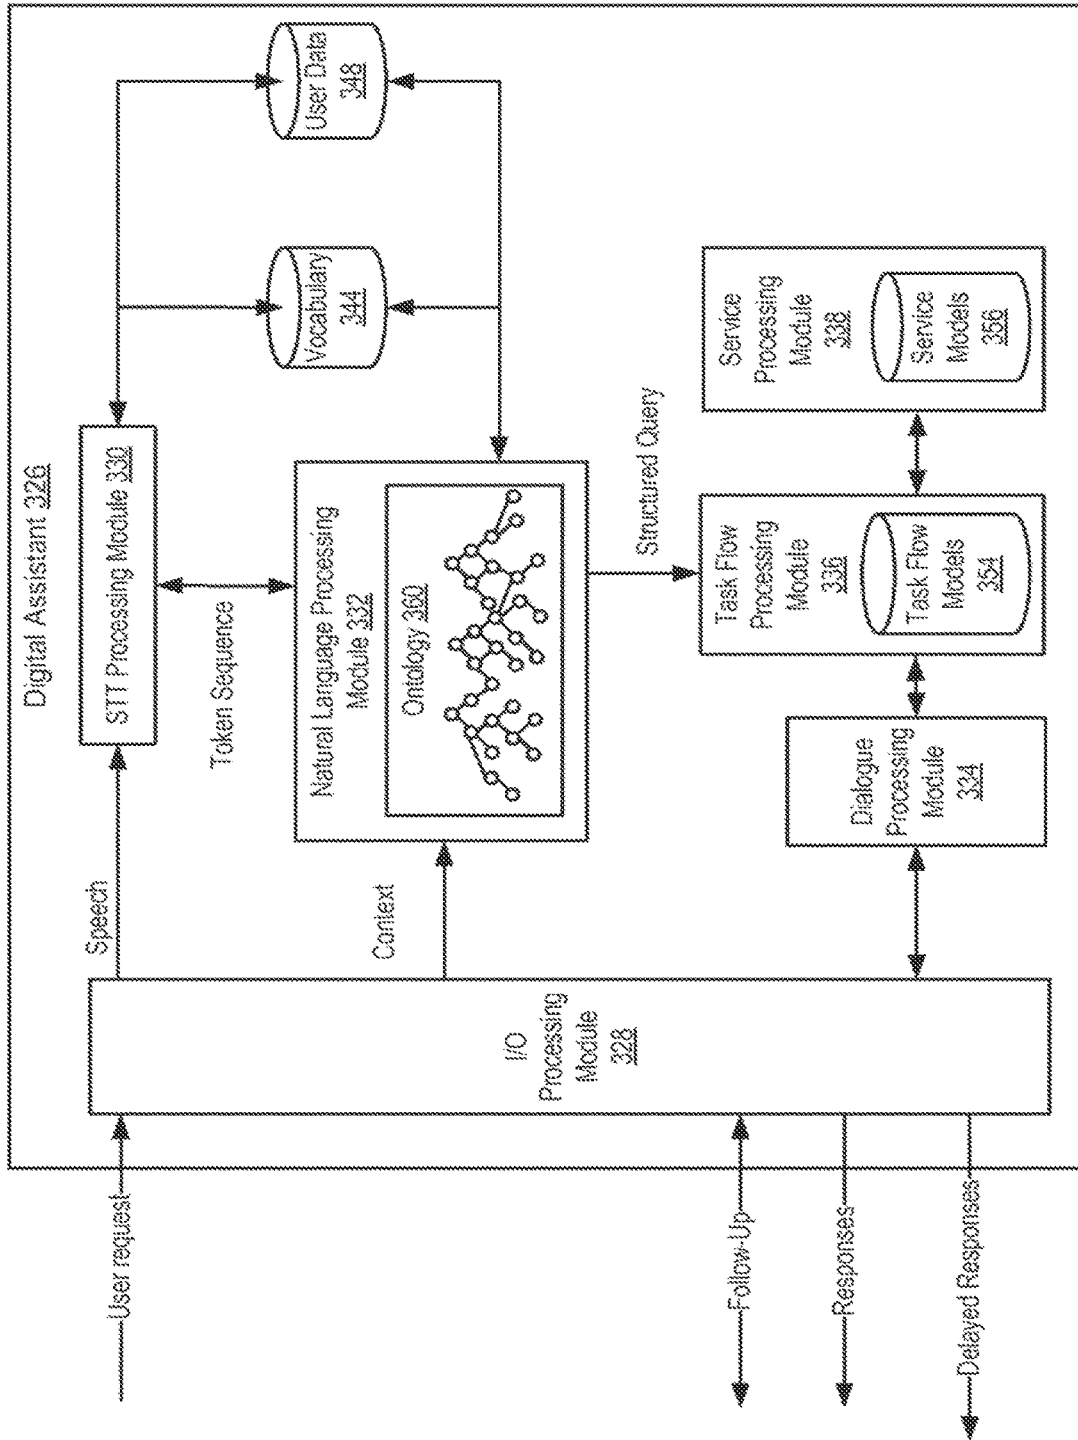 Digital Assistant 326
User request
Speech
STT Processing Module 330
Token Sequence
Vocabulary
344
User Data
348
I/O
Processing
Module
328
Context
Natural Language Processing
Module 332
Ontology 360
Structured Query
Follow-Up
Responses
Delayed Responses
Dialogue
Processing
Module
334
Task Flow
Processing
Module
336
Task Flow
Models
354
Service
Processing
Module
338
Service
Models
356